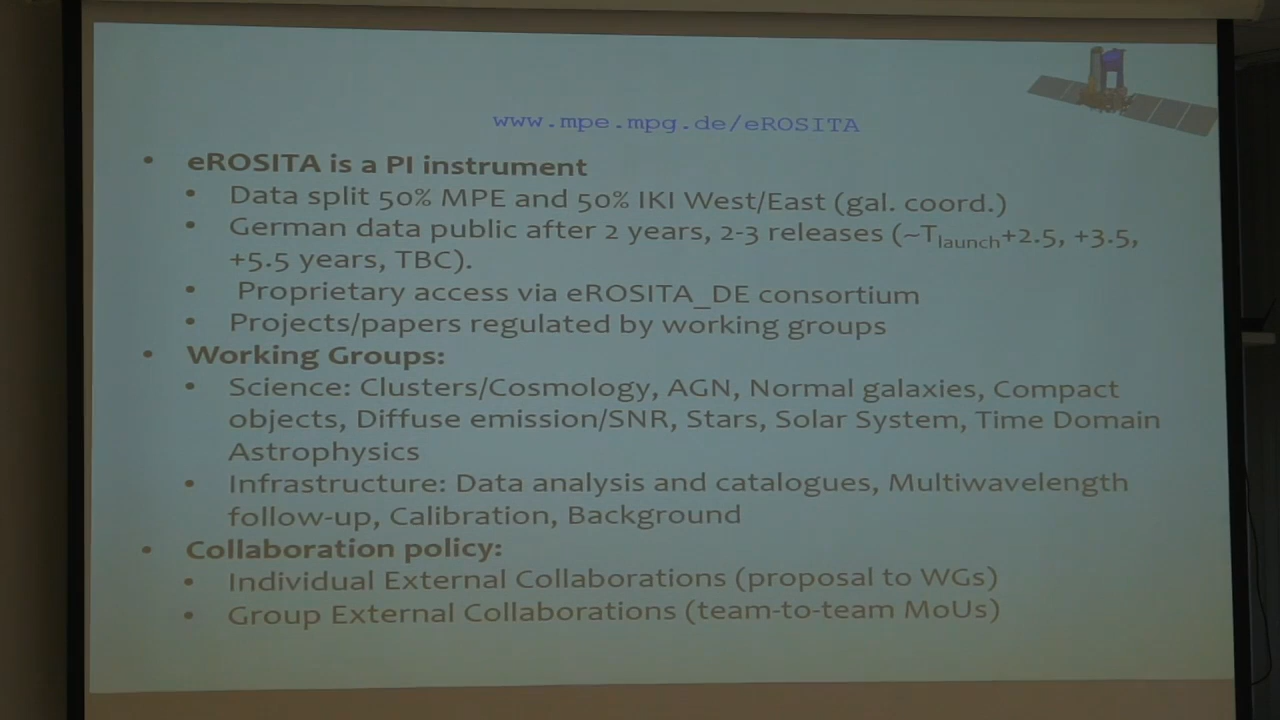 www.mpe.mpg.de/eROSITA
• eROSITA is a PI instrument
• Data split 50% MPE and 50% IKI West/East (gal. coord.)
• German data public after 2 years, 2-3 releases (~Tlaunch+2.5, +3.5,
+5.5 years, TBC).
• Proprietary access via eROSITA_DE consortium
• Projects/papers regulated by working groups
• Working Groups:
• Science: Clusters/Cosmology, AGN, Normal galaxies, Compact
objects, Diffuse emission/SNR, Stars, Solar System, Time Domain
Astrophysics
• Infrastructure: Data analysis and catalogues, Multiwavelength
follow-up, Calibration, Background
• Collaboration policy:
• Individual External Collaborations (proposal to WGs)
• Group External Collaborations (team-to-team MoUs)